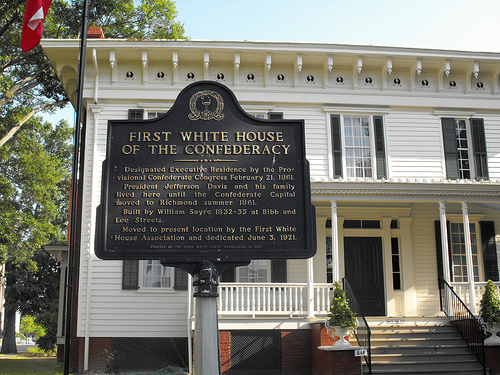 FIRST WHITE HOUSE
OF THE CONFEDERACY
Designated Executive Residence by the Pro-
visional Confederate Congress February 21, 1861.
President Jefferson Davis and his family
lived here until the Confederate Capital
moved to Richmond summer 1861.
Built by William Sayre 1832-35 at Bibb and
Lee Streets.
Moved to present location by the First White
House Association and dedicated June 3, 1921.
644